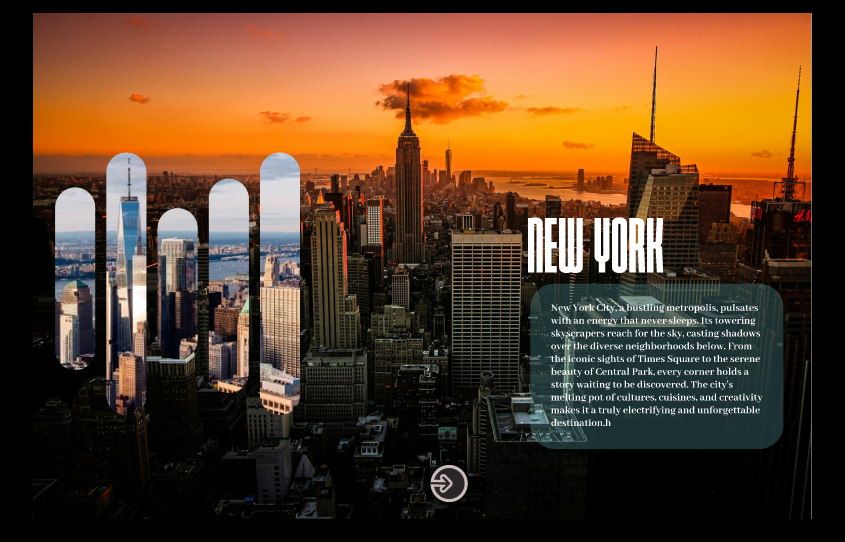 NEW YORK
New York City, a bustling metropolis, pulsates
with an energy that never sleeps. Its towering
skyscrapers reach for the sky, casting shadows
over the diverse neighborhoods below. From
the iconic sights of Times Square to the serene
beauty of Central Park, every corner holds a
story waiting to be discovered. The city's
melting pot of cultures, cuisines, and creativity
makes it a truly electrifying and unforgettable
destination.h